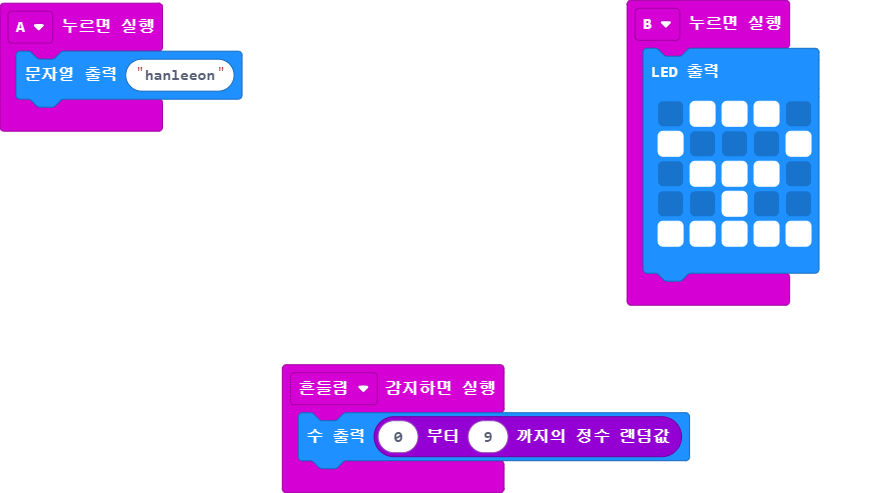 A 누르면 실행
문자열 출력 "hanleeon"
B 누르면 실행
LED 출력
흔들림 감지하면 실행
수 출력 0 부터 9 까지의 정수 랜덤값